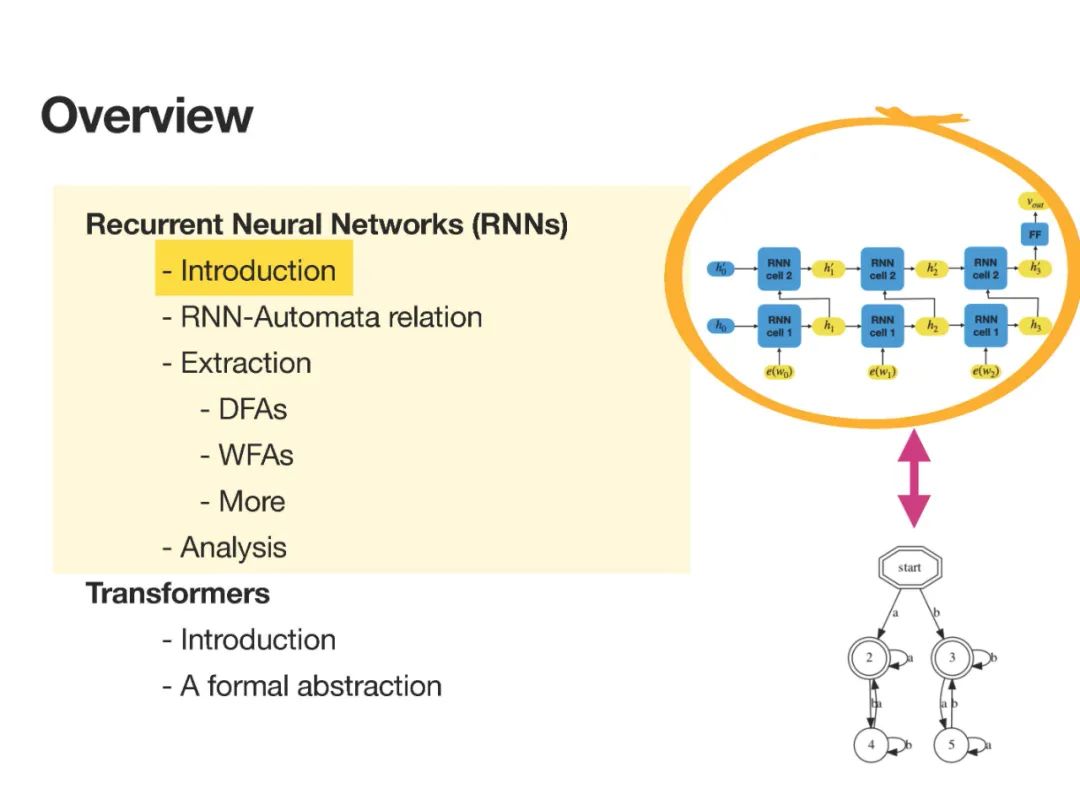 Overview
Recurrent Neural Networks (RNNs)
- Introduction
- RNN-Automata relation
- Extraction
- DFAs
- WFAs
- More
- Analysis
Transformers
- Introduction
- A formal abstraction
v_out
FF
h'_0 RNN cell 2 h'_1 RNN cell 2 h'_2 RNN cell 2 h'_3
h_0 RNN cell 1 h_1 RNN cell 1 h_2 RNN cell 1 h_3
e(w_0) e(w_1) e(w_2)
start
a b
2 a 3 b
b a a b
4 b 5 a